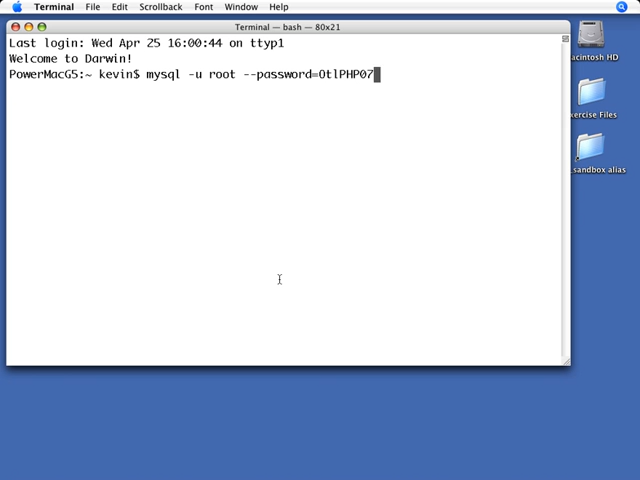 Terminal File Edit Scrollback Font Window Help
Terminal — bash — 80x21
Last login: Wed Apr 25 16:00:44 on ttyp1
Welcome to Darwin!
PowerMacG5:~ kevin$ mysql -u root --password=OtlPHP07
acintosh HD
xercise Files
sandbox alias